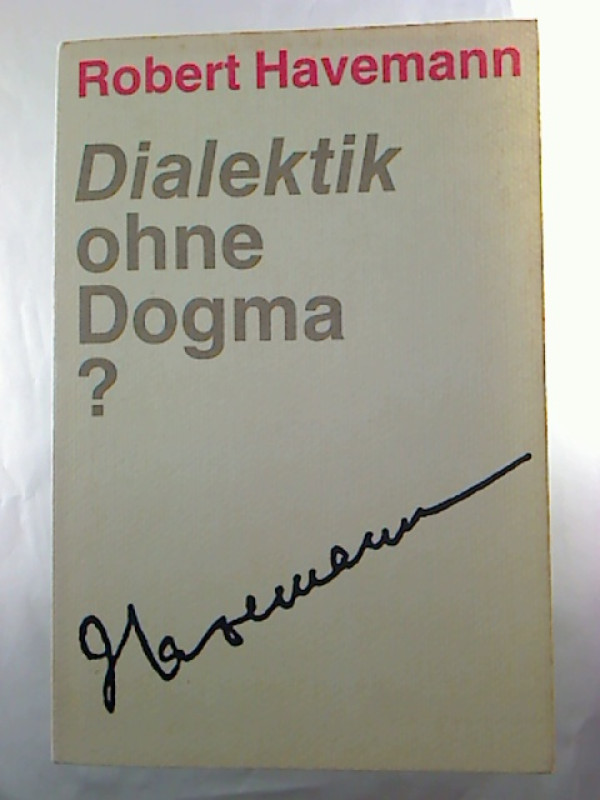 Robert Havemann
Dialektik
ohne
Dogma
?
Havemann